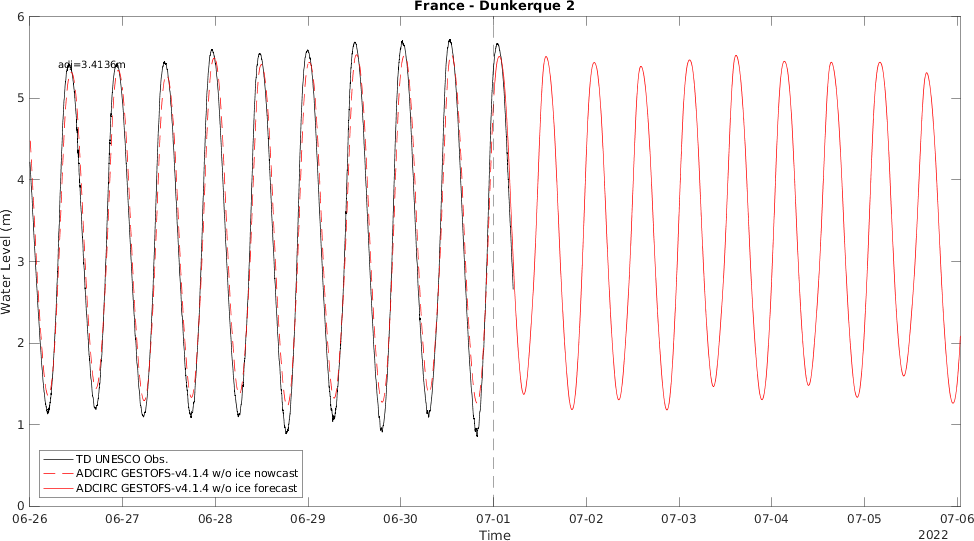 France - Dunkerque 2
6
5
4
3
2
1
0
Water Level (m)
adj=3.4136m
TD UNESCO Obs.
ADCIRC GESTOFS-v4.1.4 w/o ice nowcast
ADCIRC GESTOFS-v4.1.4 w/o ice forecast
06-26 06-27 06-28 06-29 06-30 07-01 07-02 07-03 07-04 07-05 07-06
Time
2022